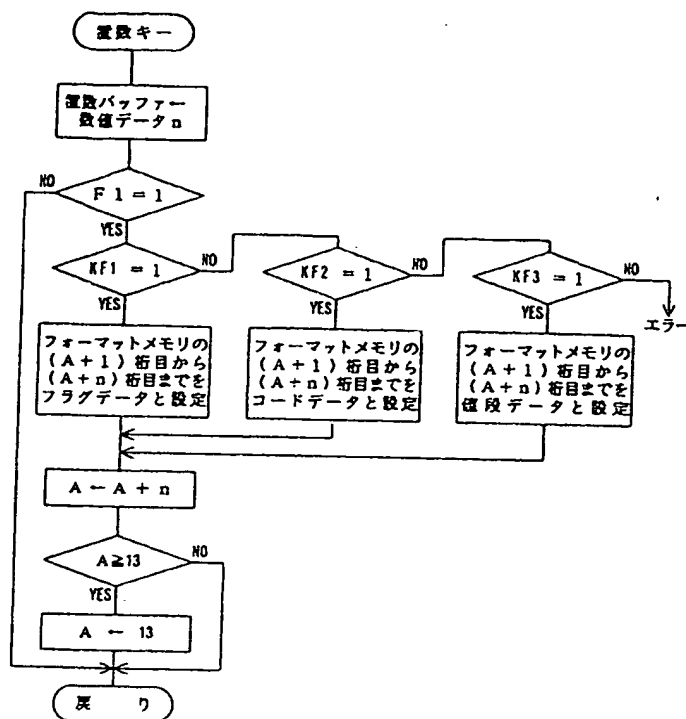 置数キー
置数バッファー
数値データn
F1=1
NO
YES
KF1=1
NO
YES
KF2=1
NO
YES
KF3=1
NO
YES
エラー
フォーマットメモリの
(A+1)桁目から
(A+n)桁目までを
フラグデータと設定
フォーマットメモリの
(A+1)桁目から
(A+n)桁目までを
コードデータと設定
フォーマットメモリの
(A+1)桁目から
(A+n)桁目までを
値段データと設定
A←A+n
A≧13
NO
YES
A ← 13
戻 り